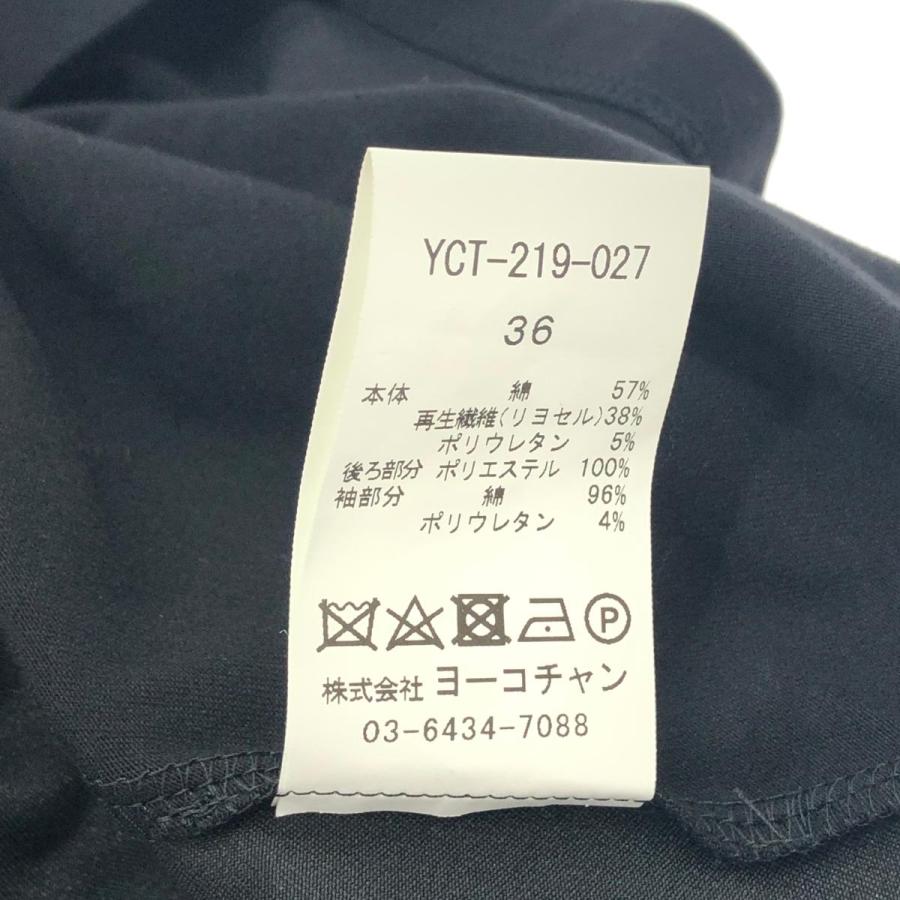 YCT-219-027
36
本体 綿 57%
再生繊維(リヨセル)38%
ポリウレタン 5%
後ろ部分 ポリエステル 100%
袖部分 綿 96%
ポリウレタン 4%
P
株式会社 ヨーコチャン
03-6434-7088